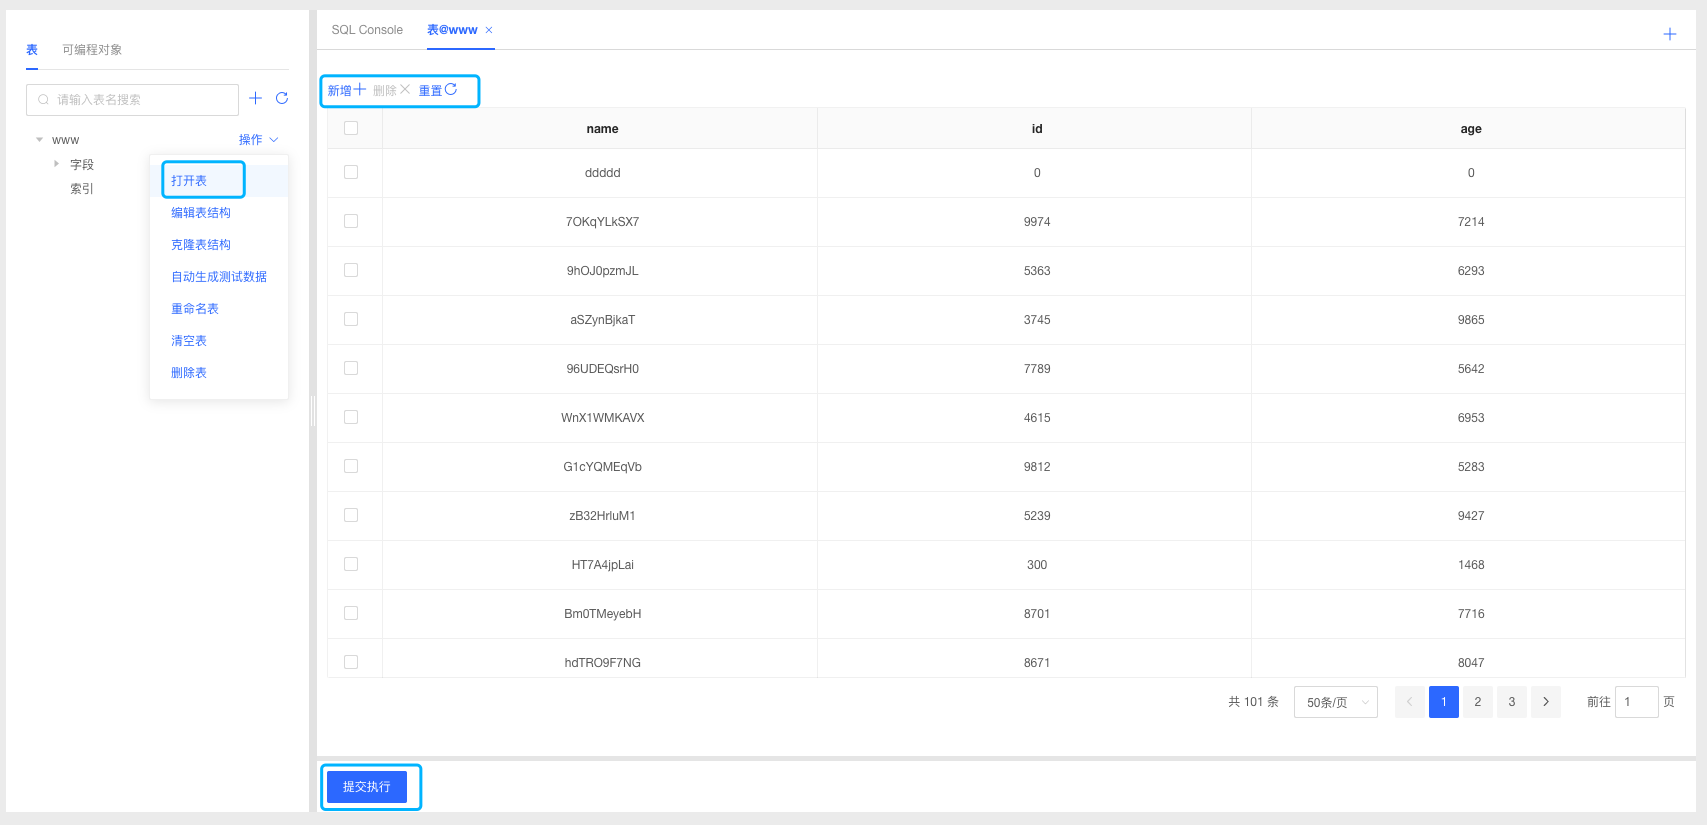 表 可编程对象
请输入表名搜索
www 操作
字段
索引
打开表
编辑表结构
克隆表结构
自动生成测试数据
重命名表
清空表
删除表
SQL Console 表@www
新增 删除 重置
name id age
ddddd 0 0
7OKqYLkSX7 9974 7214
9hOJ0pzmJL 5363 6293
aSZynBjkaT 3745 9865
96UDEQsrH0 7789 5642
WnX1WMKAVX 4615 6953
G1cYQMEqVb 9812 5283
zB32HrluM1 5239 9427
HT7A4jpLai 300 1468
Bm0TMeyebH 8701 7716
hdTRO9F7NG 8671 8047
共 101 条 50条/页 1 2 3 前往 1 页
提交执行